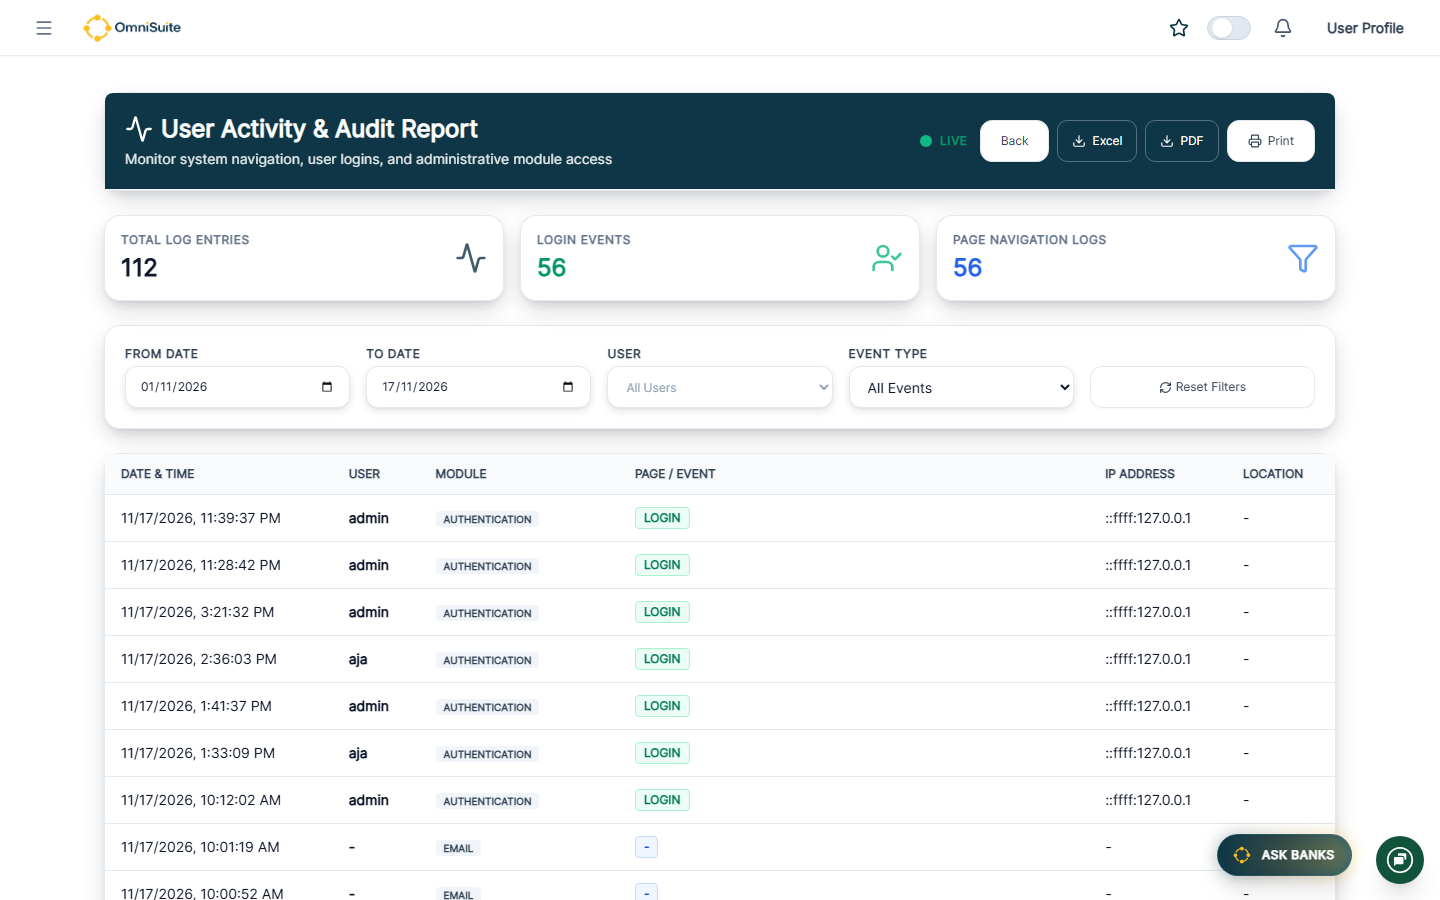 OmniSuite
User Profile
User Activity & Audit Report
Monitor system navigation, user logins, and administrative module access
LIVE
Back
Excel
PDF
Print
TOTAL LOG ENTRIES
112
LOGIN EVENTS
56
PAGE NAVIGATION LOGS
56
FROM DATE
01/11/2026
TO DATE
17/11/2026
USER
All Users
EVENT TYPE
All Events
Reset Filters
DATE & TIME USER MODULE PAGE / EVENT IP ADDRESS LOCATION
11/17/2026, 11:39:37 PM admin AUTHENTICATION LOGIN ::ffff:127.0.0.1 -
11/17/2026, 11:28:42 PM admin AUTHENTICATION LOGIN ::ffff:127.0.0.1 -
11/17/2026, 3:21:32 PM admin AUTHENTICATION LOGIN ::ffff:127.0.0.1 -
11/17/2026, 2:36:03 PM aja AUTHENTICATION LOGIN ::ffff:127.0.0.1 -
11/17/2026, 1:41:37 PM admin AUTHENTICATION LOGIN ::ffff:127.0.0.1 -
11/17/2026, 1:33:09 PM aja AUTHENTICATION LOGIN ::ffff:127.0.0.1 -
11/17/2026, 10:12:02 AM admin AUTHENTICATION LOGIN ::ffff:127.0.0.1 -
11/17/2026, 10:01:19 AM - EMAIL - -
ASK BANKS
11/17/2026, 10:00:52 AM - EMAIL - - -